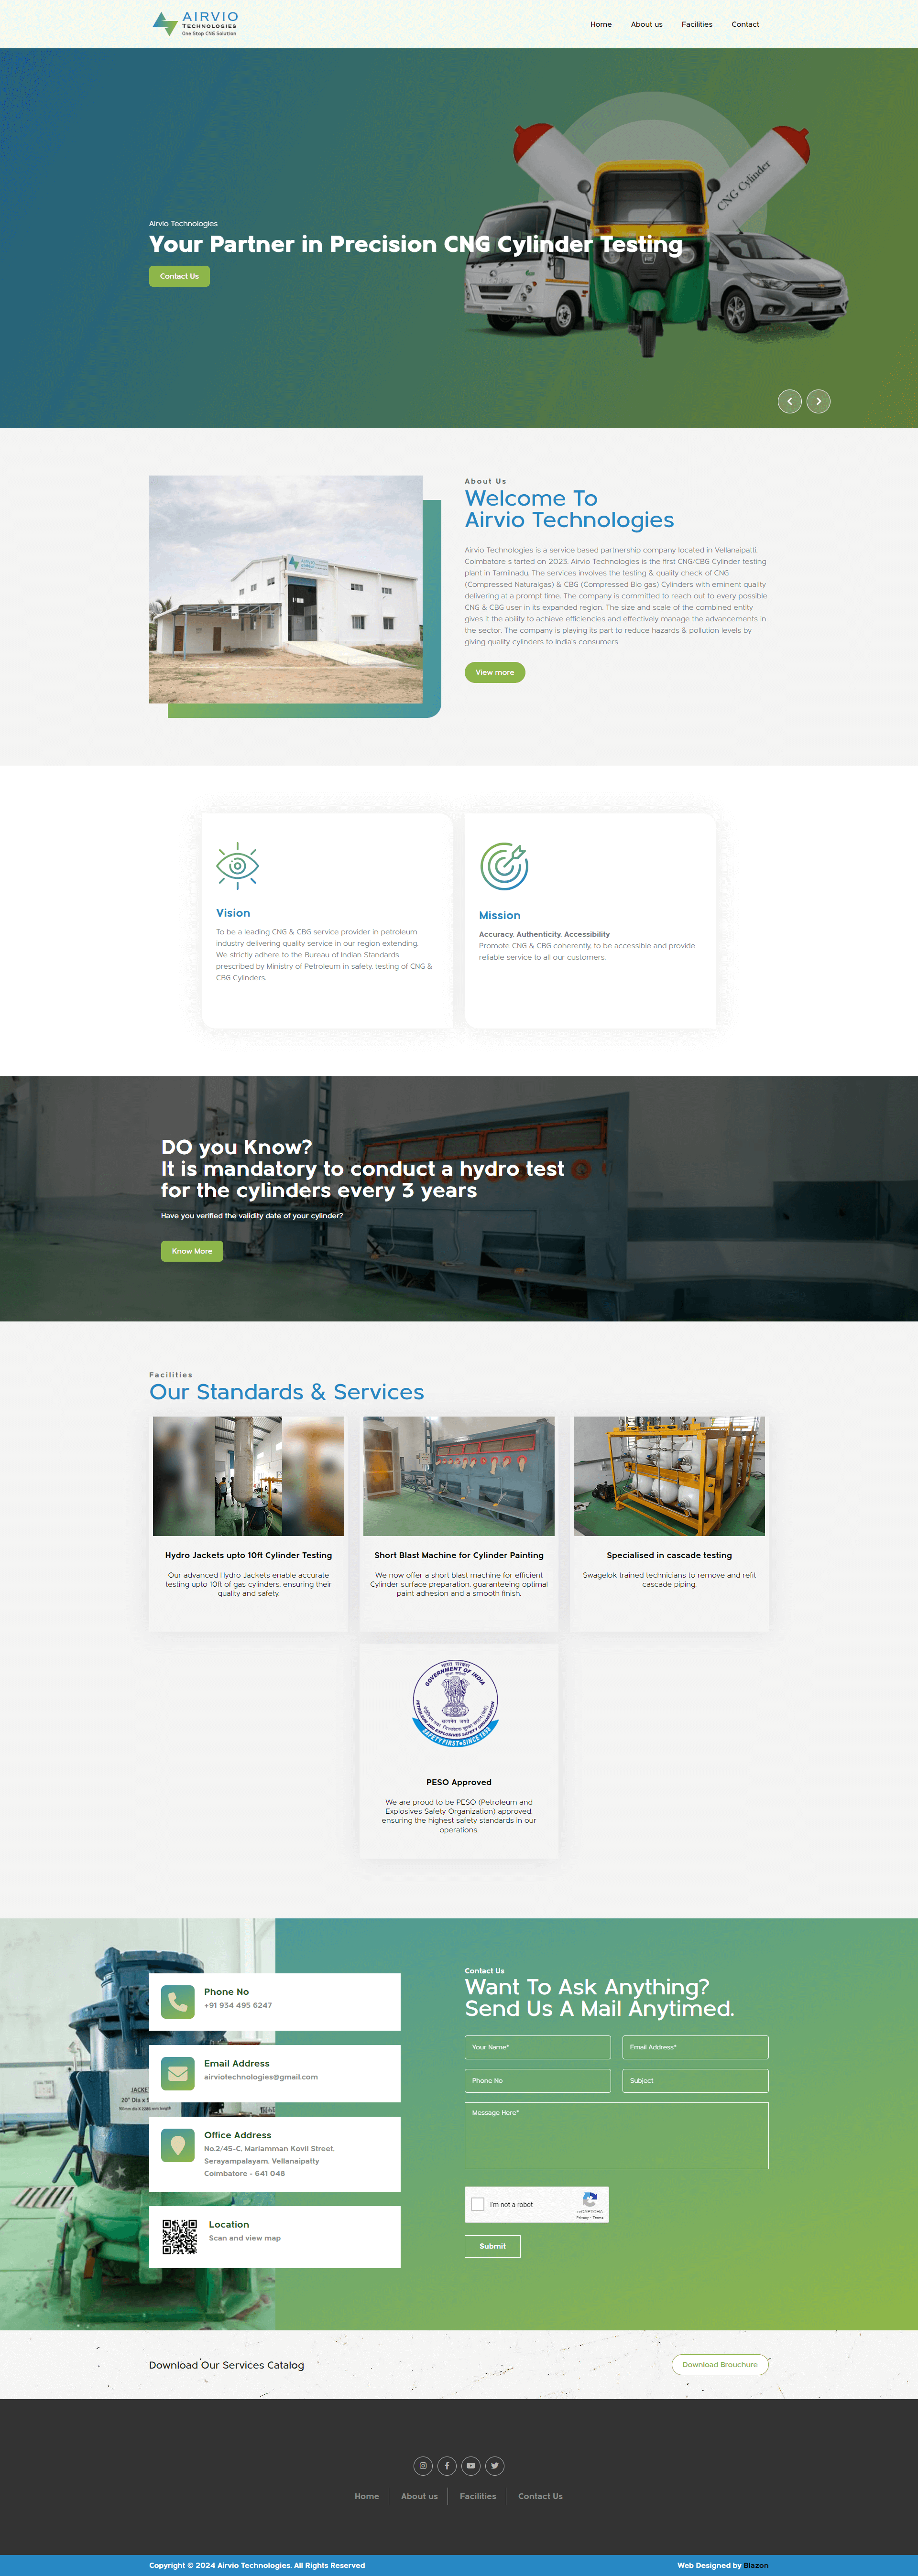 AIRVIO
TECHNOLOGIES
One Stop CNG Solution
Home
About us
Facilities
Contact
CNG Cylinder
Airvio Technologies
Your Partner in Precision CNG Cylinder Testing
Contact Us
About Us
Welcome To
Airvio Technologies
Airvio Technologies is a service based partnership company located in Vellanaipatti,
Coimbatore s tarted on 2023. Airvio Technologies is the first CNG/CBG Cylinder testing
plant in Tamilnadu. The services involves the testing & quality check of CNG
(Compressed Naturalgas) & CBG (Compressed Bio gas) Cylinders with eminent quality
delivering at a prompt time. The company is committed to reach out to every possible
CNG & CBG user in its expanded region. The size and scale of the combined entity
gives it the ability to achieve efficiencies and effectively manage the advancements in
the sector. The company is playing its part to reduce hazards & pollution levels by
giving quality cylinders to India's consumers
View more
Vision
To be a leading CNG & CBG service provider in petroleum
industry delivering quality service in our region extending.
We strictly adhere to the Bureau of Indian Standards
prescribed by Ministry of Petroleum in safety, testing of CNG &
CBG Cylinders.
Mission
Accuracy, Authenticity, Accessibility
Promote CNG & CBG coherently, to be accessible and provide
reliable service to all our customers.
DO you Know?
It is mandatory to conduct a hydro test
for the cylinders every 3 years
Have you verified the validity date of your cylinder?
Know More
Facilities
Our Standards & Services
Hydro Jackets upto 10ft Cylinder Testing
Our advanced Hydro Jackets enable accurate
testing upto 10ft of gas cylinders, ensuring their
quality and safety.
Short Blast Machine for Cylinder Painting
We now offer a short blast machine for efficient
Cylinder surface preparation, guaranteeing optimal
paint adhesion and a smooth finish.
Specialised in cascade testing
Swagelok trained technicians to remove and refit
cascade piping.
भारत सरकार
GOVERNMENT OF INDIA
सत्यमेव जयते
PETROLEUM AND EXPLOSIVES SAFETY ORGANISATION
SAFETY FIRST • SINCE 1898
PESO Approved
We are proud to be PESO (Petroleum and
Explosives Safety Organization) approved,
ensuring the highest safety standards in our
operations.
JACKE
20" Dia x
Phone No
+91 934 495 6247
Email Address
airviotechnologies@gmail.com
Office Address
No.2/45-C, Mariamman Kovil Street,
Serayampalayam, Vellanaipatty
Coimbatore - 641 048
Location
Scan and view map
Contact Us
Want To Ask Anything?
Send Us A Mail Anytimed.
Your Name*
Email Address*
Phone No
Subject
Message Here*
I'm not a robot
reCAPTCHA
Privacy - Terms
Submit
Download Our Services Catalog
Download Brouchure
Home
About us
Facilities
Contact Us
Copyright © 2024 Airvio Technologies. All Rights Reserved
Web Designed by Blazon